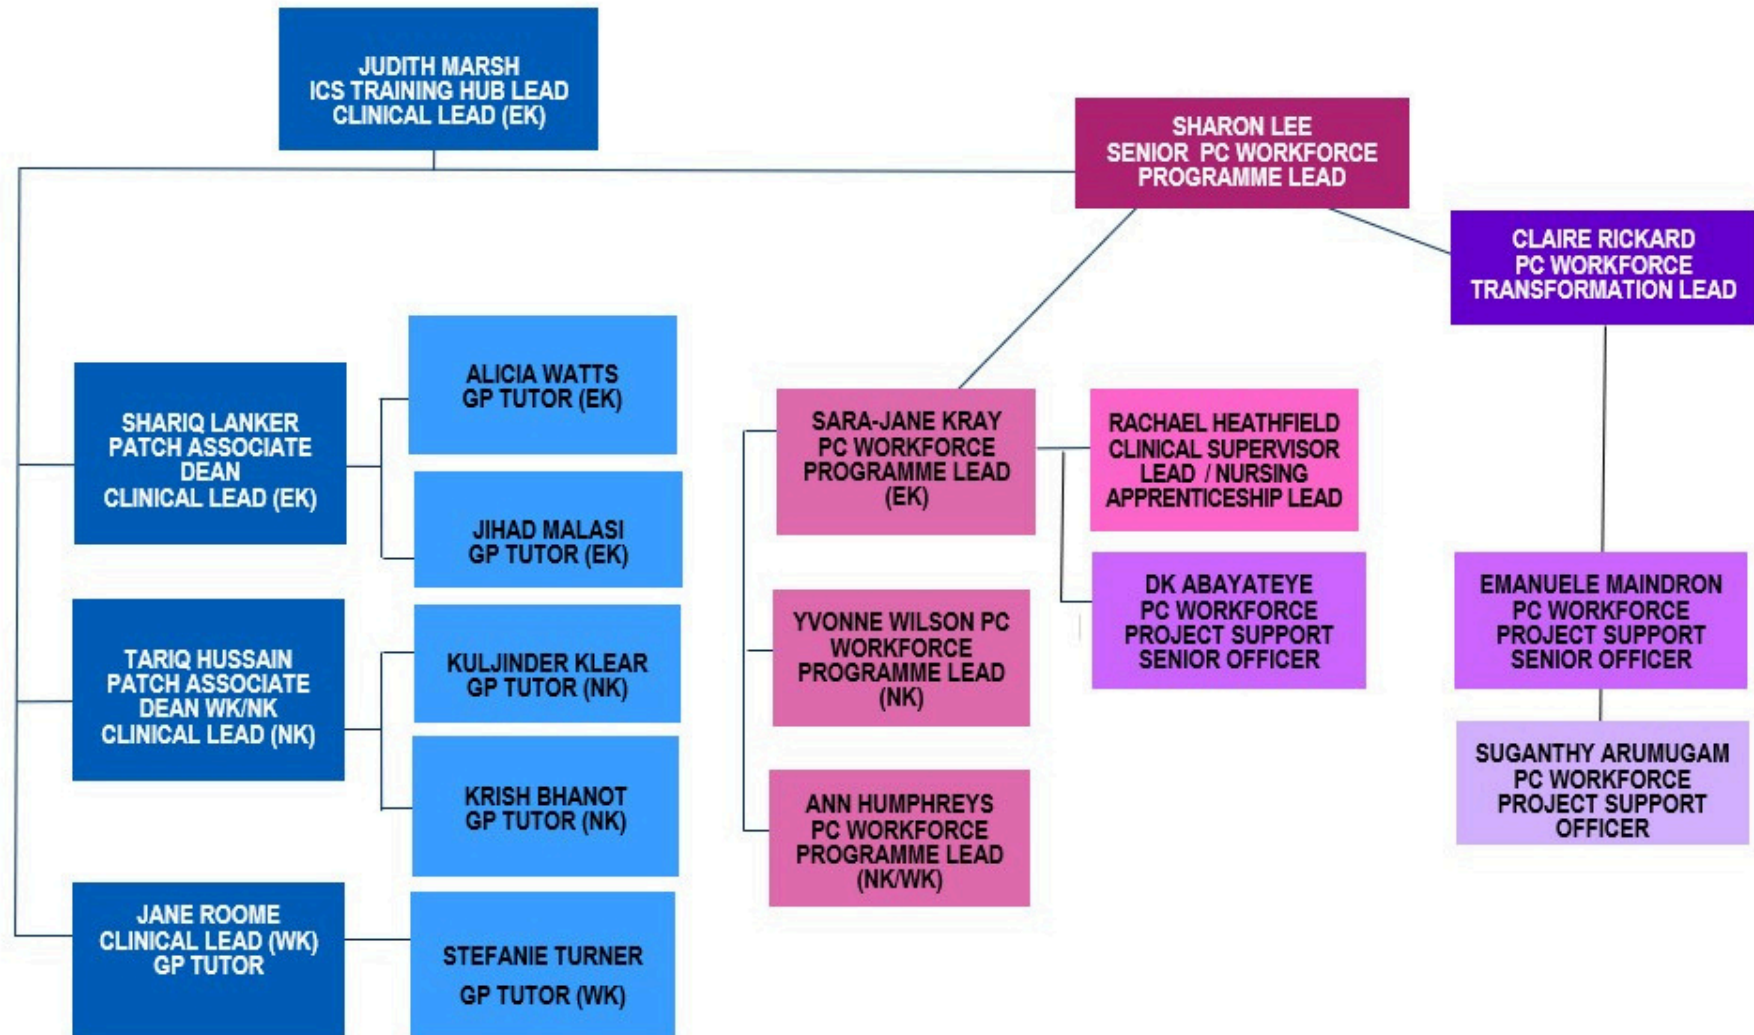 JUDITH MARSH
ICS TRAINING HUB LEAD
CLINICAL LEAD (EK)
SHARON LEE
SENIOR PC WORKFORCE
PROGRAMME LEAD
CLAIRE RICKARD
PC WORKFORCE
TRANSFORMATION LEAD
SHARIQ LANKER
PATCH ASSOCIATE
DEAN
CLINICAL LEAD (EK)
ALICIA WATTS
GP TUTOR (EK)
JIHAD MALASI
GP TUTOR (EK)
TARIQ HUSSAIN
PATCH ASSOCIATE
DEAN WK/NK
CLINICAL LEAD (NK)
KULJINDER KLEAR
GP TUTOR (NK)
KRISH BHANOT
GP TUTOR (NK)
JANE ROOME
CLINICAL LEAD (WK)
GP TUTOR
STEFANIE TURNER
GP TUTOR (WK)
SARA-JANE KRAY
PC WORKFORCE
PROGRAMME LEAD
(EK)
RACHAEL HEATHFIELD
CLINICAL SUPERVISOR
LEAD / NURSING
APPRENTICESHIP LEAD
DK ABAYATEYE
PC WORKFORCE
PROJECT SUPPORT
SENIOR OFFICER
YVONNE WILSON PC
WORKFORCE
PROGRAMME LEAD
(NK)
ANN HUMPHREYS
PC WORKFORCE
PROGRAMME LEAD
(NK/WK)
EMANUELE MAINDRON
PC WORKFORCE
PROJECT SUPPORT
SENIOR OFFICER
SUGANTHY ARUMUGAM
PC WORKFORCE
PROJECT SUPPORT
OFFICER